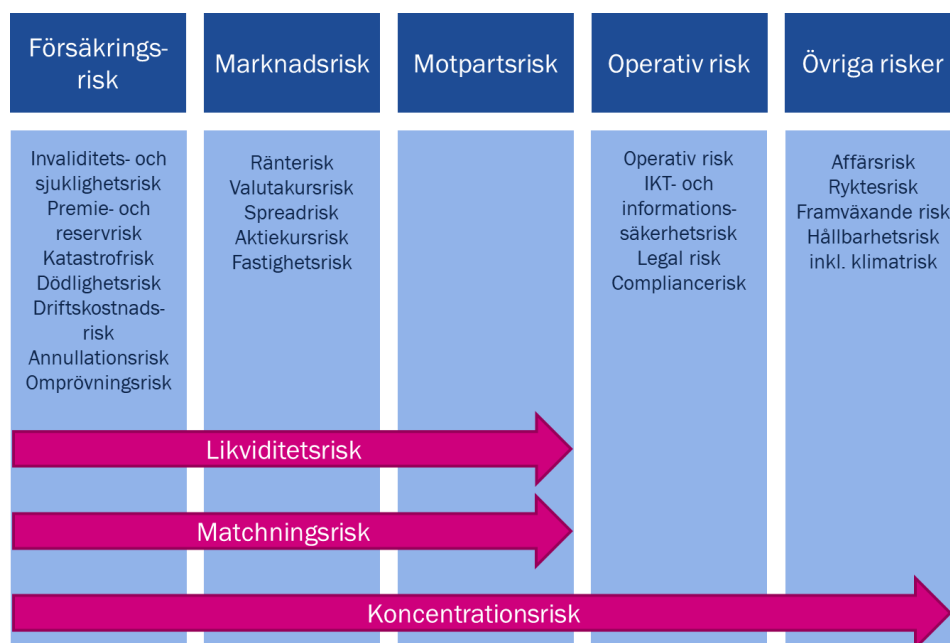 Försäkrings-
risk
Marknadsrisk
Motpartsrisk
Operativ risk
Övriga risker
Invaliditets- och
sjuklighetsrisk
Premie- och
reservrisk
Katastrofrisk
Dödlighetsrisk
Driftskostnads-
risk
Annullationsrisk
Omprövningsrisk
Ränterisk
Valutakursrisk
Spreadrisk
Aktiekursrisk
Fastighetsrisk
Operativ risk
IKT- och
informations-
säkerhetsrisk
Legal risk
Compliancerisk
Affärsrisk
Ryktesrisk
Framväxande risk
Hållbarhetsrisk
inkl. klimatrisk
Likviditetsrisk
Matchningsrisk
Koncentrationsrisk